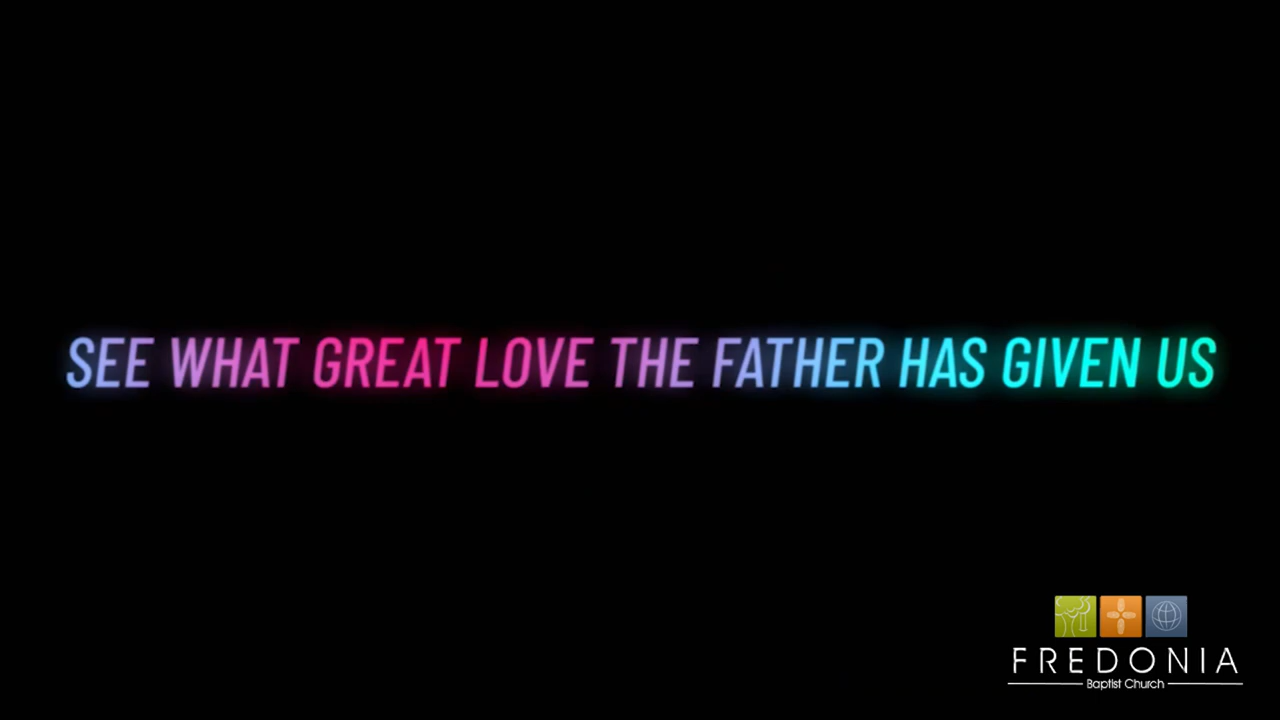 SEE WHAT GREAT LOVE THE FATHER HAS GIVEN US
FREDONIA
Baptist Church